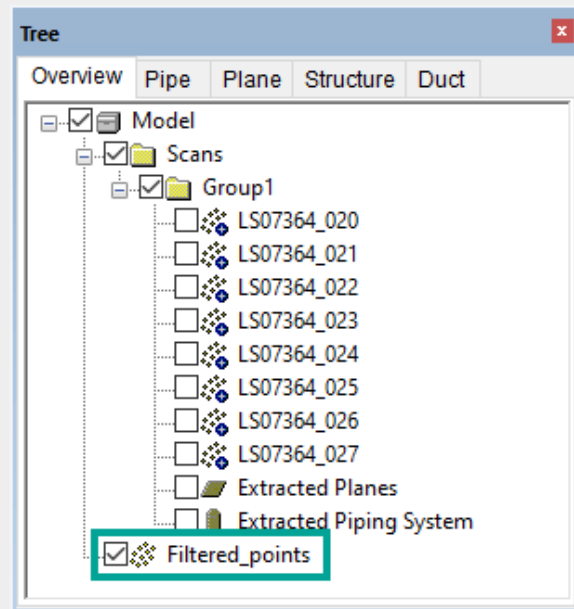 Tree
Overview Pipe Plane Structure Duct
Model
Scans
Group1
LS07364_020
LS07364_021
LS07364_022
LS07364_023
LS07364_024
LS07364_025
LS07364_026
LS07364_027
Extracted Planes
Extracted Piping System
Filtered_points